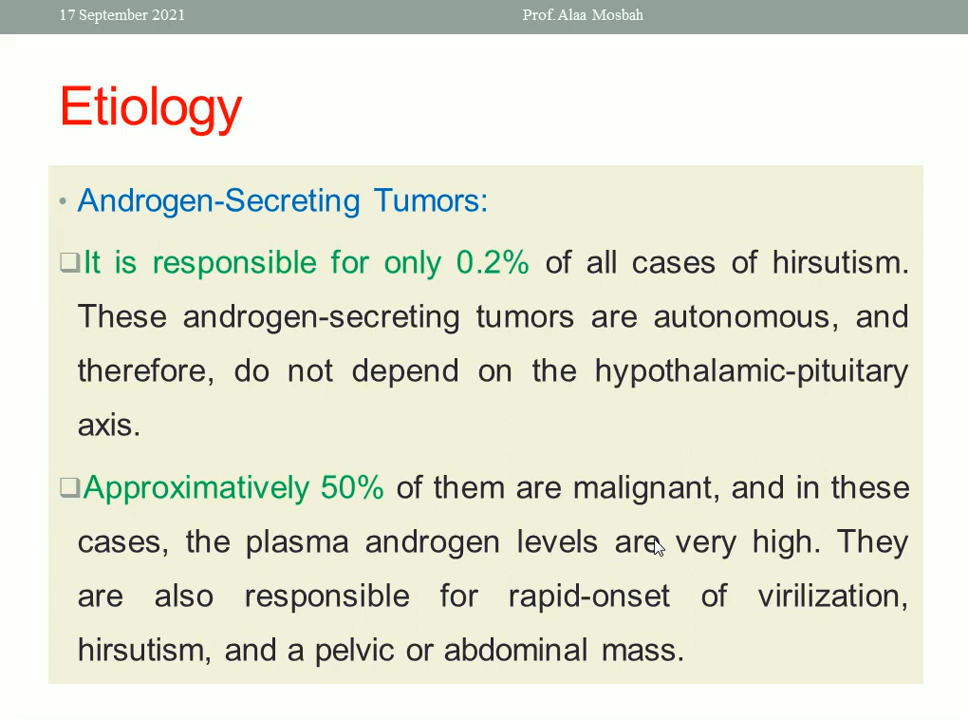 17 September 2021 Prof. Alaa Mosbah
Etiology
• Androgen-Secreting Tumors:
❑It is responsible for only 0.2% of all cases of hirsutism.
These androgen-secreting tumors are autonomous, and
therefore, do not depend on the hypothalamic-pituitary
axis.
❑Approximatively 50% of them are malignant, and in these
cases, the plasma androgen levels are very high. They
are also responsible for rapid-onset of virilization,
hirsutism, and a pelvic or abdominal mass.